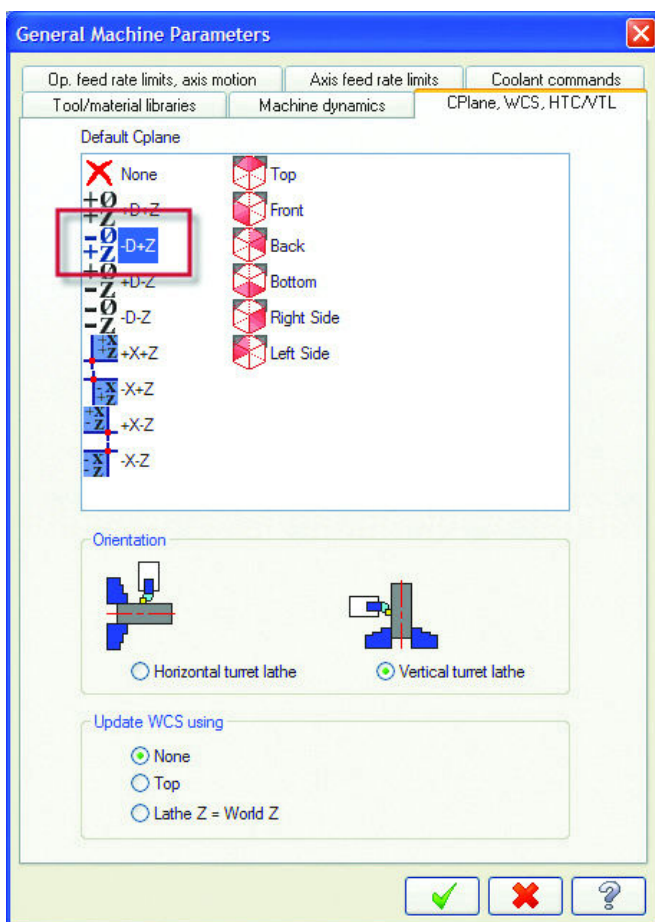 General Machine Parameters
Op. feed rate limits, axis motion
Axis feed rate limits
Coolant commands
Tool/material libraries
Machine dynamics
CPlane, WCS, HTC/VTL
Default Cplane
None
+Ø +Z +D+Z
-Ø +Z -D+Z
+Ø -Z +D-Z
-Ø -Z -D-Z
+X +Z +X+Z
-X +Z -X+Z
+X -Z +X-Z
-X -Z -X-Z
Top
Front
Back
Bottom
Right Side
Left Side
Orientation
Horizontal turret lathe
Vertical turret lathe
Update WCS using
None
Top
Lathe Z = World Z
?